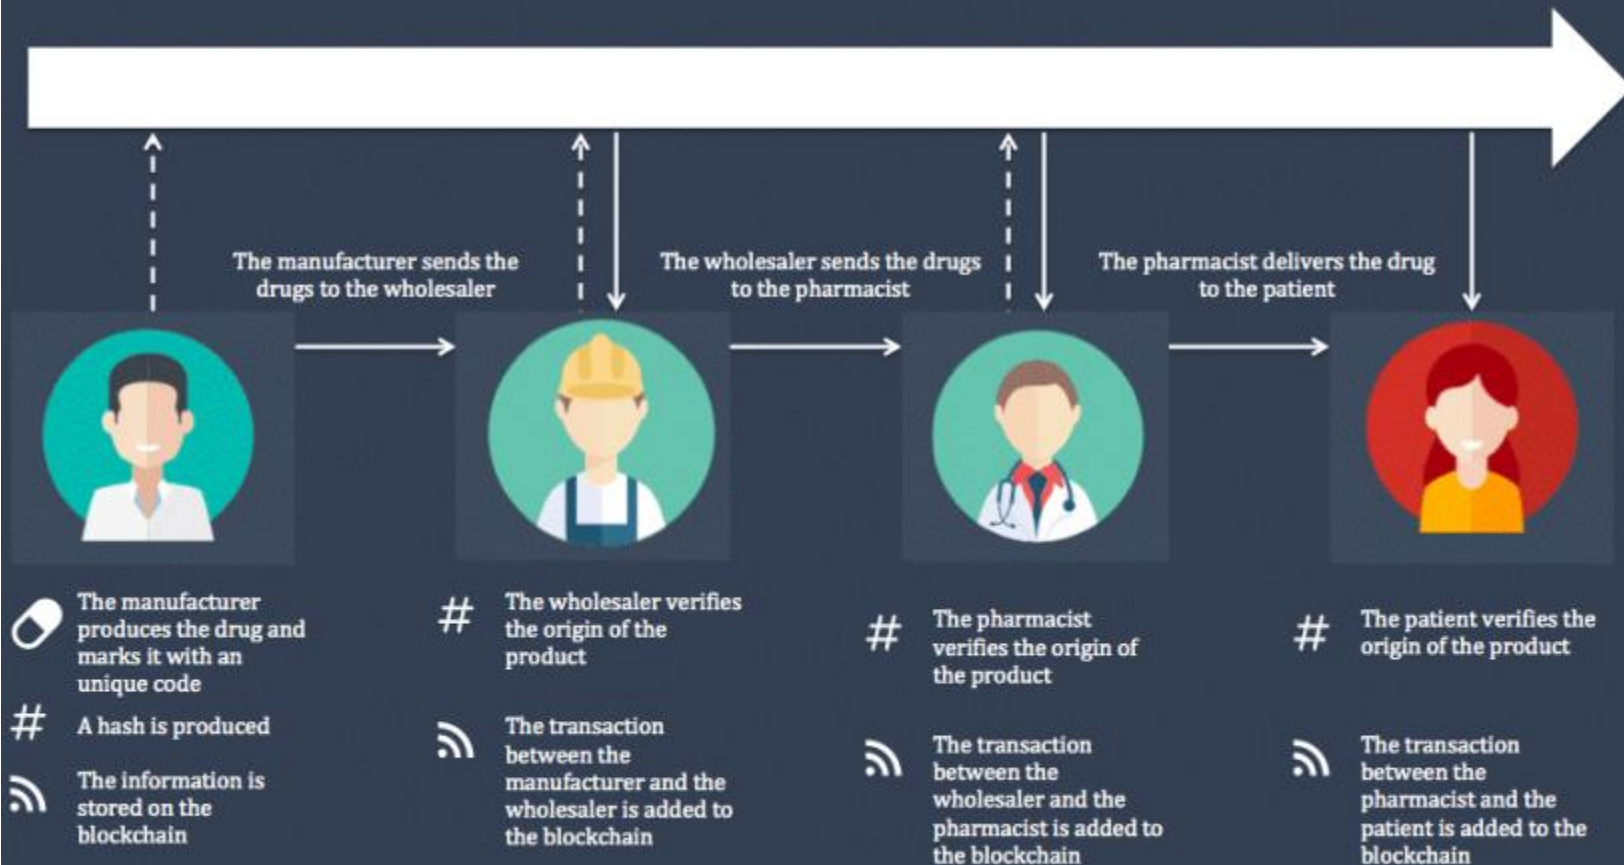 The manufacturer sends the
drugs to the wholesaler
The wholesaler sends the drugs
to the pharmacist
The pharmacist delivers the drug
to the patient
The manufacturer
produces the drug and
marks it with an
unique code
# A hash is produced
The information is
stored on the
blockchain
# The wholesaler verifies
the origin of the
product
The transaction
between the
manufacturer and the
wholesaler is added to
the blockchain
# The pharmacist
verifies the origin of
the product
The transaction
between the
wholesaler and the
pharmacist is added to
the blockchain
# The patient verifies the
origin of the product
The transaction
between the
pharmacist and the
patient is added to the
blockchain